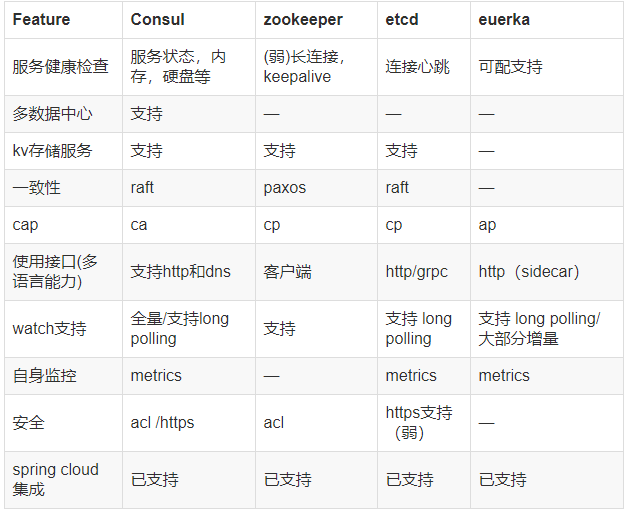 Feature Consul zookeeper etcd euerka
服务健康检查 服务状态，内存，硬盘等 (弱)长连接，keepalive 连接心跳 可配支持
多数据中心 支持 — — —
kv存储服务 支持 支持 支持 —
一致性 raft paxos raft —
cap ca cp cp ap
使用接口(多语言能力) 支持http和dns 客户端 http/grpc http（sidecar）
watch支持 全量/支持long polling 支持 支持 long polling 支持 long polling/大部分增量
自身监控 metrics — metrics metrics
安全 acl /https acl https支持（弱） —
spring cloud集成 已支持 已支持 已支持 已支持